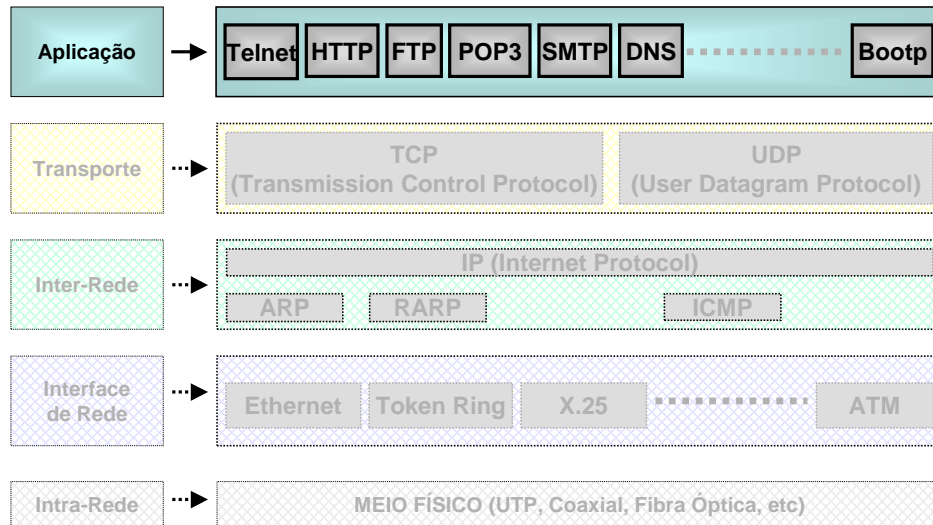 Aplicação
Telnet HTTP FTP POP3 SMTP DNS Bootp
Transporte
TCP
(Transmission Control Protocol)
UDP
(User Datagram Protocol)
Inter-Rede
IP (Internet Protocol)
ARP RARP ICMP
Interface
de Rede
Ethernet Token Ring X.25 ATM
Intra-Rede
MEIO FÍSICO (UTP, Coaxial, Fibra Óptica, etc)